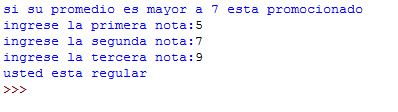 si su promedio es mayor a 7 esta promocionado
ingrese la primera nota:5
ingrese la segunda nota:7
ingrese la tercera nota:9
usted esta regular
>>>